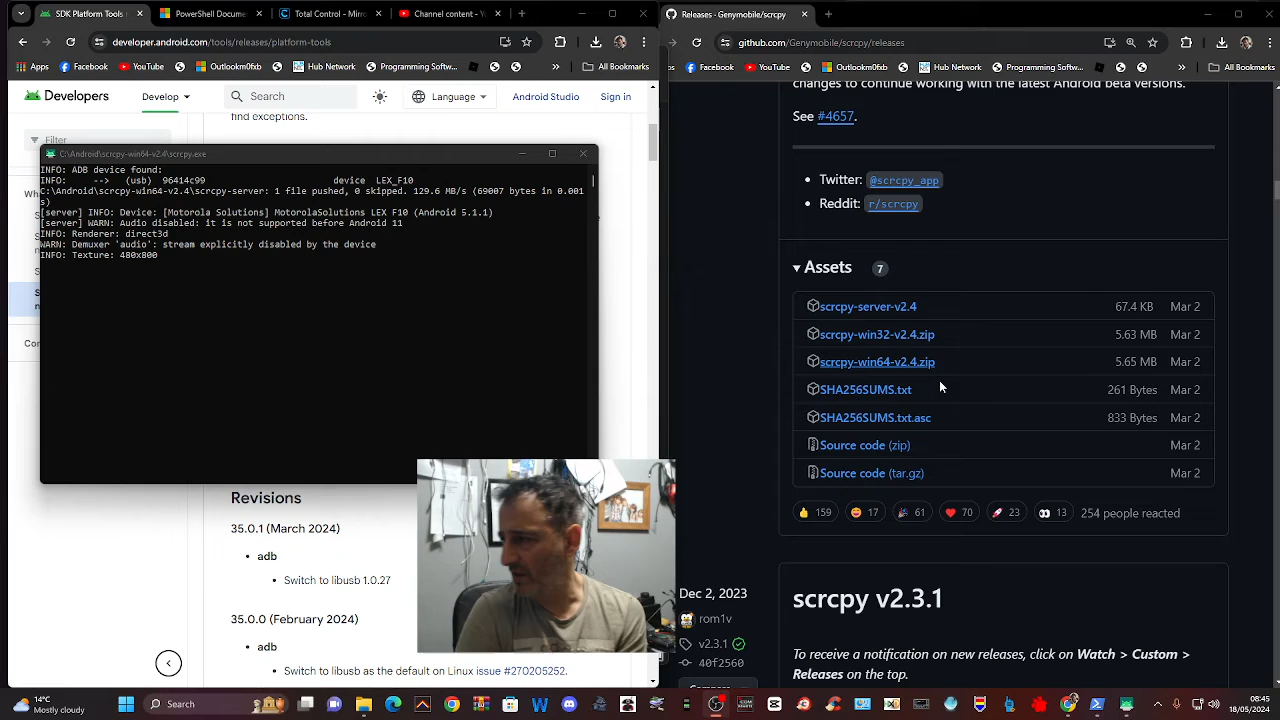 SDK Platform Tools
PowerShell Docume
Total Control - Mirro
Channel content - Y
Releases - Genymobile/scrcpy
developer.android.com/tools/releases/platform-tools
github.com/Genymobile/scrcpy/releases
Apps
Facebook
YouTube
Outlookm0fxb
Hub Network
Programming Softw...
»
All Bookmarks
Facebook
YouTube
Outlookm0fxb
Hub Network
Programming Softw...
»
All Bookmarks
Developers
Develop
Search
Language
Android Studio
Sign in
Filter
find exceptions.
changes to continue working with the latest Android beta versions.
See #4657.
C:\Android\scrcpy-win64-v2.4\scrcpy.exe
INFO: ADB device found:
INFO: --> (usb) 96414c99 device LEX_F10
C:\Android\scrcpy-win64-v2.4\scrcpy-server: 1 file pushed, 0 skipped. 129.6 MB/s (69007 bytes in 0.001
s)
[server] INFO: Device: [Motorola Solutions] MotorolaSolutions LEX F10 (Android 5.1.1)
[server] WARN: Audio disabled: it is not supported before Android 11
INFO: Renderer: direct3d
WARN: Demuxer 'audio': stream explicitly disabled by the device
INFO: Texture: 480x800
Twitter: @scrcpy_app
Reddit: r/scrcpy
Assets 7
scrcpy-server-v2.4 67.4 KB Mar 2
scrcpy-win32-v2.4.zip 5.63 MB Mar 2
scrcpy-win64-v2.4.zip 5.65 MB Mar 2
SHA256SUMS.txt 261 Bytes Mar 2
SHA256SUMS.txt.asc 833 Bytes Mar 2
Source code (zip) Mar 2
Source code (tar.gz) Mar 2
159 17 61 70 23 13 254 people reacted
Revisions
35.0.1 (March 2024)
adb
Switch to libusb 1.0.27
35.0.0 (February 2024)
adb
Switch to libusb as the default on Linux issue #270205252.
Dec 2, 2023
rom1v
v2.3.1
40f2560
scrcpy v2.3.1
To receive a notification on new releases, click on Watch > Custom >
Releases on the top.
14°C
Mostly cloudy
Search
08:45
18/05/2024